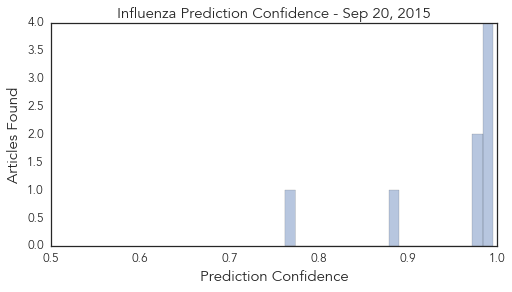 Influenza Prediction Confidence - Sep 20, 2015
Articles Found
4.0
3.5
3.0
2.5
2.0
1.5
1.0
0.5
0.0
0.5 0.6 0.7 0.8 0.9 1.0
Prediction Confidence